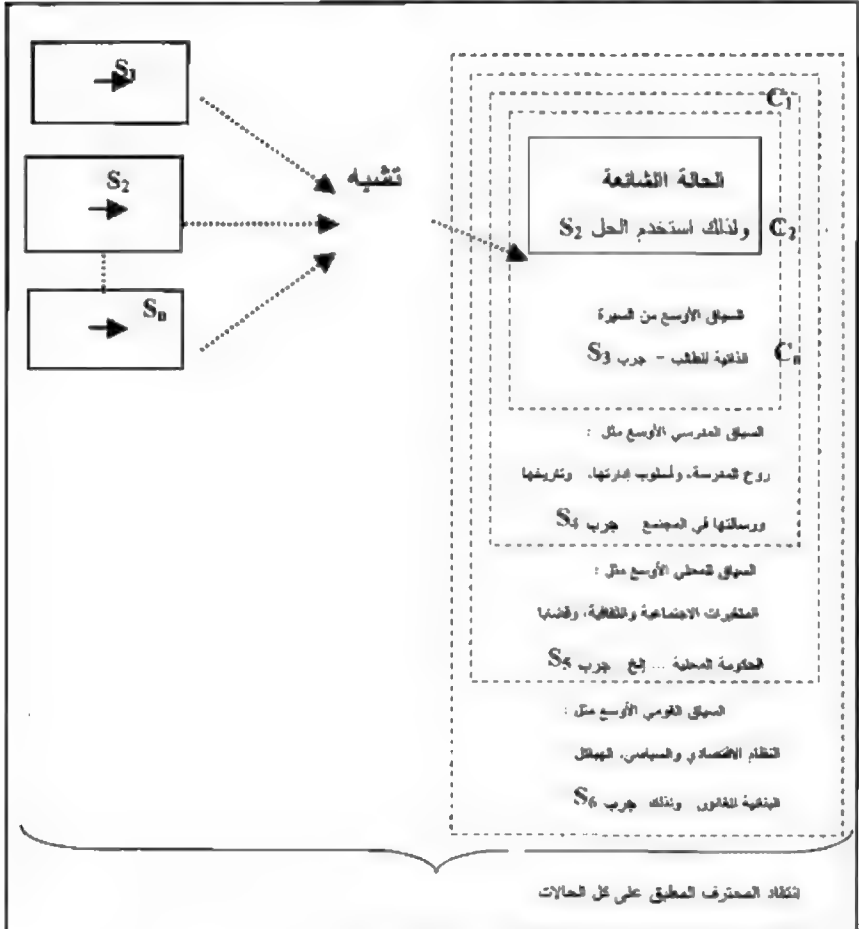 S1
S2
Sn
تشبه
C1
الحالة الشائعة
ولذلك استخدم الحل S2
C2
السياق الأوسع من السيرة
الذاتية للطالب - جرب S3
Cn
السياق المدرسي الأوسع مثل :
روح المدرسة، وأسلوب إدارتها، وتاريخها
ورسالتها في المجتمع جرب S4
السياق المحلي الأوسع مثل :
المتغيرات الاجتماعية والثقافية، وقضايا
الحكومة المحلية ... إلخ جرب S5
السياق القومي الأوسع مثل :
النظام الاقتصادي والسياسي، الهياكل
البنائية للقانون ولذلك جرب S6
انتقاد المحترف المطبق على كل الحالات